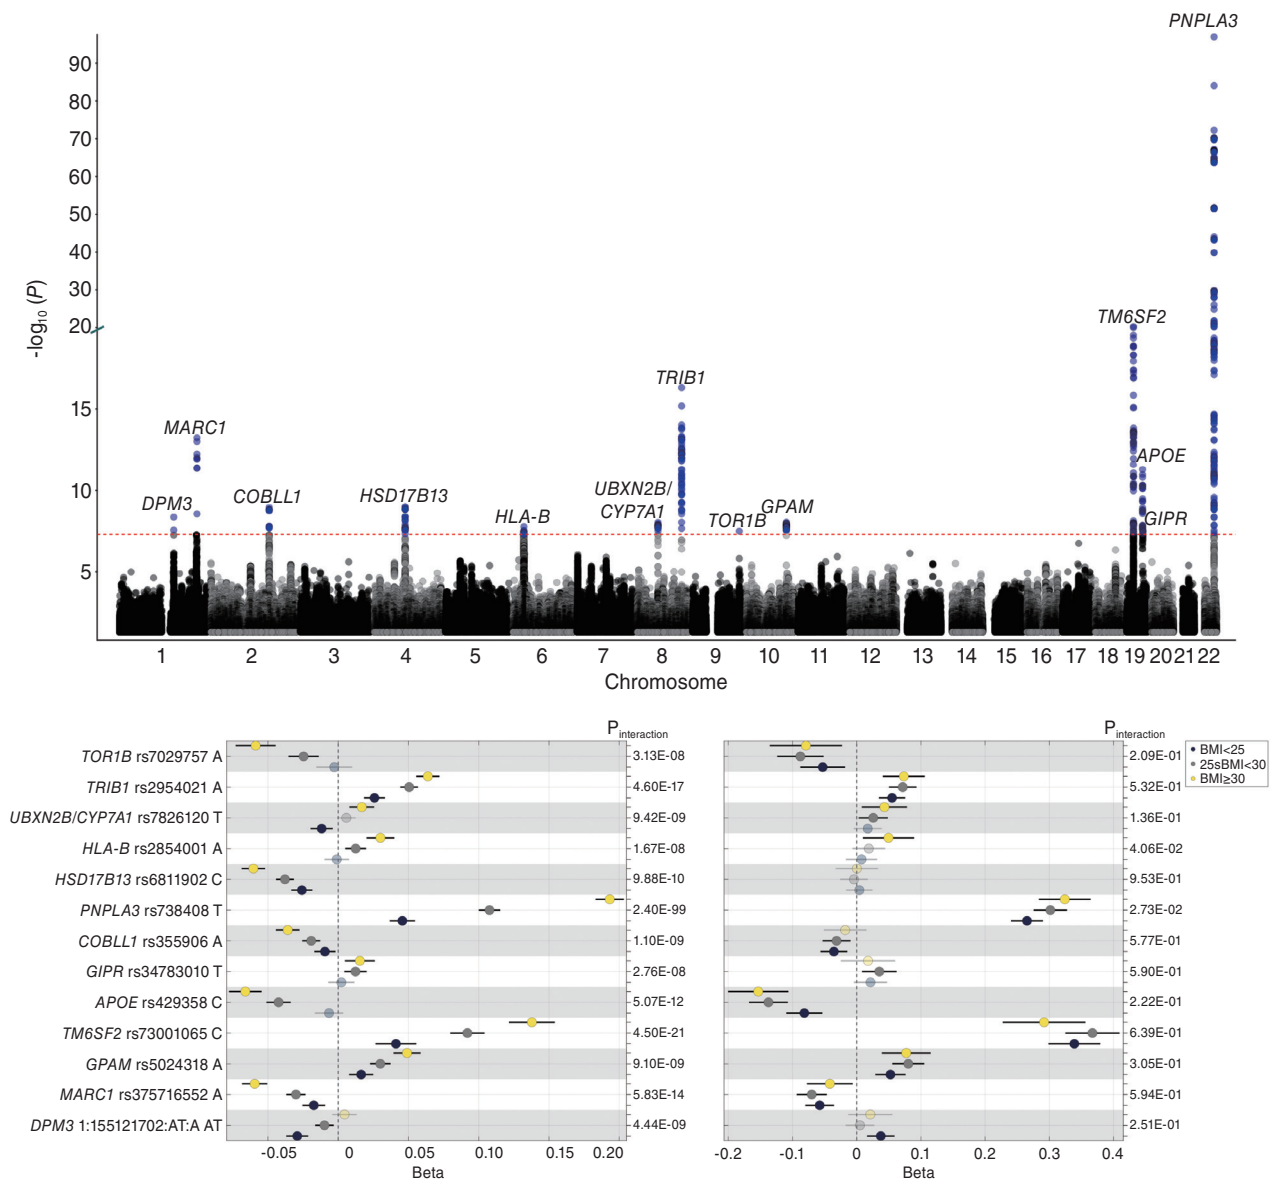 PNPLA3
90
80
70
60
50
40
30
20
-log10 (P)
TM6SF2
TRIB1
15
MARC1
APOE
10
DPM3
COBLL1
HSD17B13
HLA-B
UBXN2B/
CYP7A1
TOR1B
GPAM
GIPR
5
1 2 3 4 5 6 7 8 9 10 11 12 13 14 15 16 17 18 19 20 21 22
Chromosome
Pinteraction
Pinteraction
TOR1B rs7029757 A 3.13E-08 2.09E-01
TRIB1 rs2954021 A 4.60E-17 5.32E-01
UBXN2B/CYP7A1 rs7826120 T 9.42E-09 1.36E-01
HLA-B rs2854001 A 1.67E-08 4.06E-02
HSD17B13 rs6811902 C 9.88E-10 9.53E-01
PNPLA3 rs738408 T 2.40E-99 2.73E-02
COBLL1 rs355906 A 1.10E-09 5.77E-01
GIPR rs34783010 T 2.76E-08 5.90E-01
APOE rs429358 C 5.07E-12 2.22E-01
TM6SF2 rs73001065 C 4.50E-21 6.39E-01
GPAM rs5024318 A 9.10E-09 3.05E-01
MARC1 rs375716552 A 5.83E-14 5.94E-01
DPM3 1:155121702:AT:A AT 4.44E-09 2.51E-01
BMI<25
25≤BMI<30
BMI≥30
-0.05 0 0.05 0.10 0.15 0.20
Beta
-0.2 -0.1 0 0.1 0.2 0.3 0.4
Beta